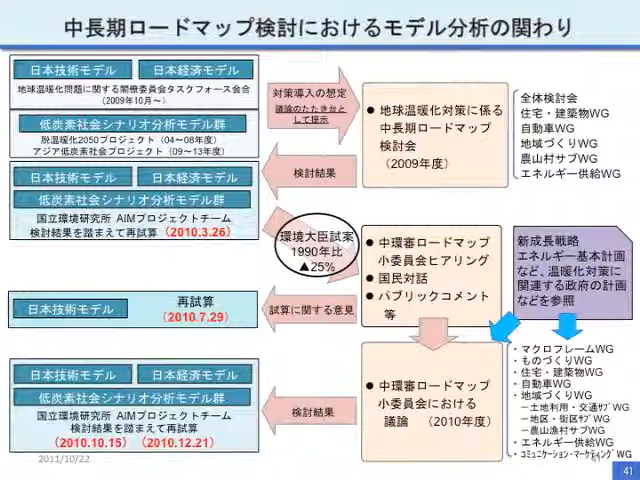 中長期ロードマップ検討におけるモデル分析の関わり
日本技術モデル
日本経済モデル
地球温暖化問題に関する閣僚委員会タスクフォース会合
（2009年10月～）
低炭素社会シナリオ分析モデル群
脱温暖化2050プロジェクト（04～08年度）
アジア低炭素社会プロジェクト（09～13年度）
日本技術モデル
日本経済モデル
低炭素社会シナリオ分析モデル群
国立環境研究所 AIMプロジェクトチーム
検討結果を踏まえて再試算（2010.3.26）
対策導入の想定
議論のたたき台と
して提示
検討結果
● 地球温暖化対策に係る
中長期ロードマップ
検討会
（2009年度）
全体検討会
住宅・建築物WG
自動車WG
地域づくりWG
農山村サブWG
エネルギー供給WG
環境大臣試案
1990年比
▲25%
● 中環審ロードマップ
小委員会ヒアリング
● 国民対話
● パブリックコメント
等
新成長戦略
エネルギー基本計画
など、温暖化対策に
関連する政府の計画
などを参照
日本技術モデル
再試算
（2010.7.29）
試算に関する意見
日本技術モデル
日本経済モデル
低炭素社会シナリオ分析モデル群
国立環境研究所 AIMプロジェクトチーム
検討結果を踏まえて再試算
（2010.10.15）（2010.12.21）
検討結果
● 中環審ロードマップ
小委員会における
議論 （2010年度）
・マクロフレームWG
・ものづくりWG
・住宅・建築物WG
・自動車WG
・地域づくりWG
－土地利用・交通ｻﾌﾞWG
－地区・街区ｻﾌﾞWG
－農山漁村サブWG
・エネルギー供給WG
・ｺﾐｭﾆｹｰｼｮﾝ・ﾏｰｹﾃｨﾝｸﾞWG
2011/10/22
41
41